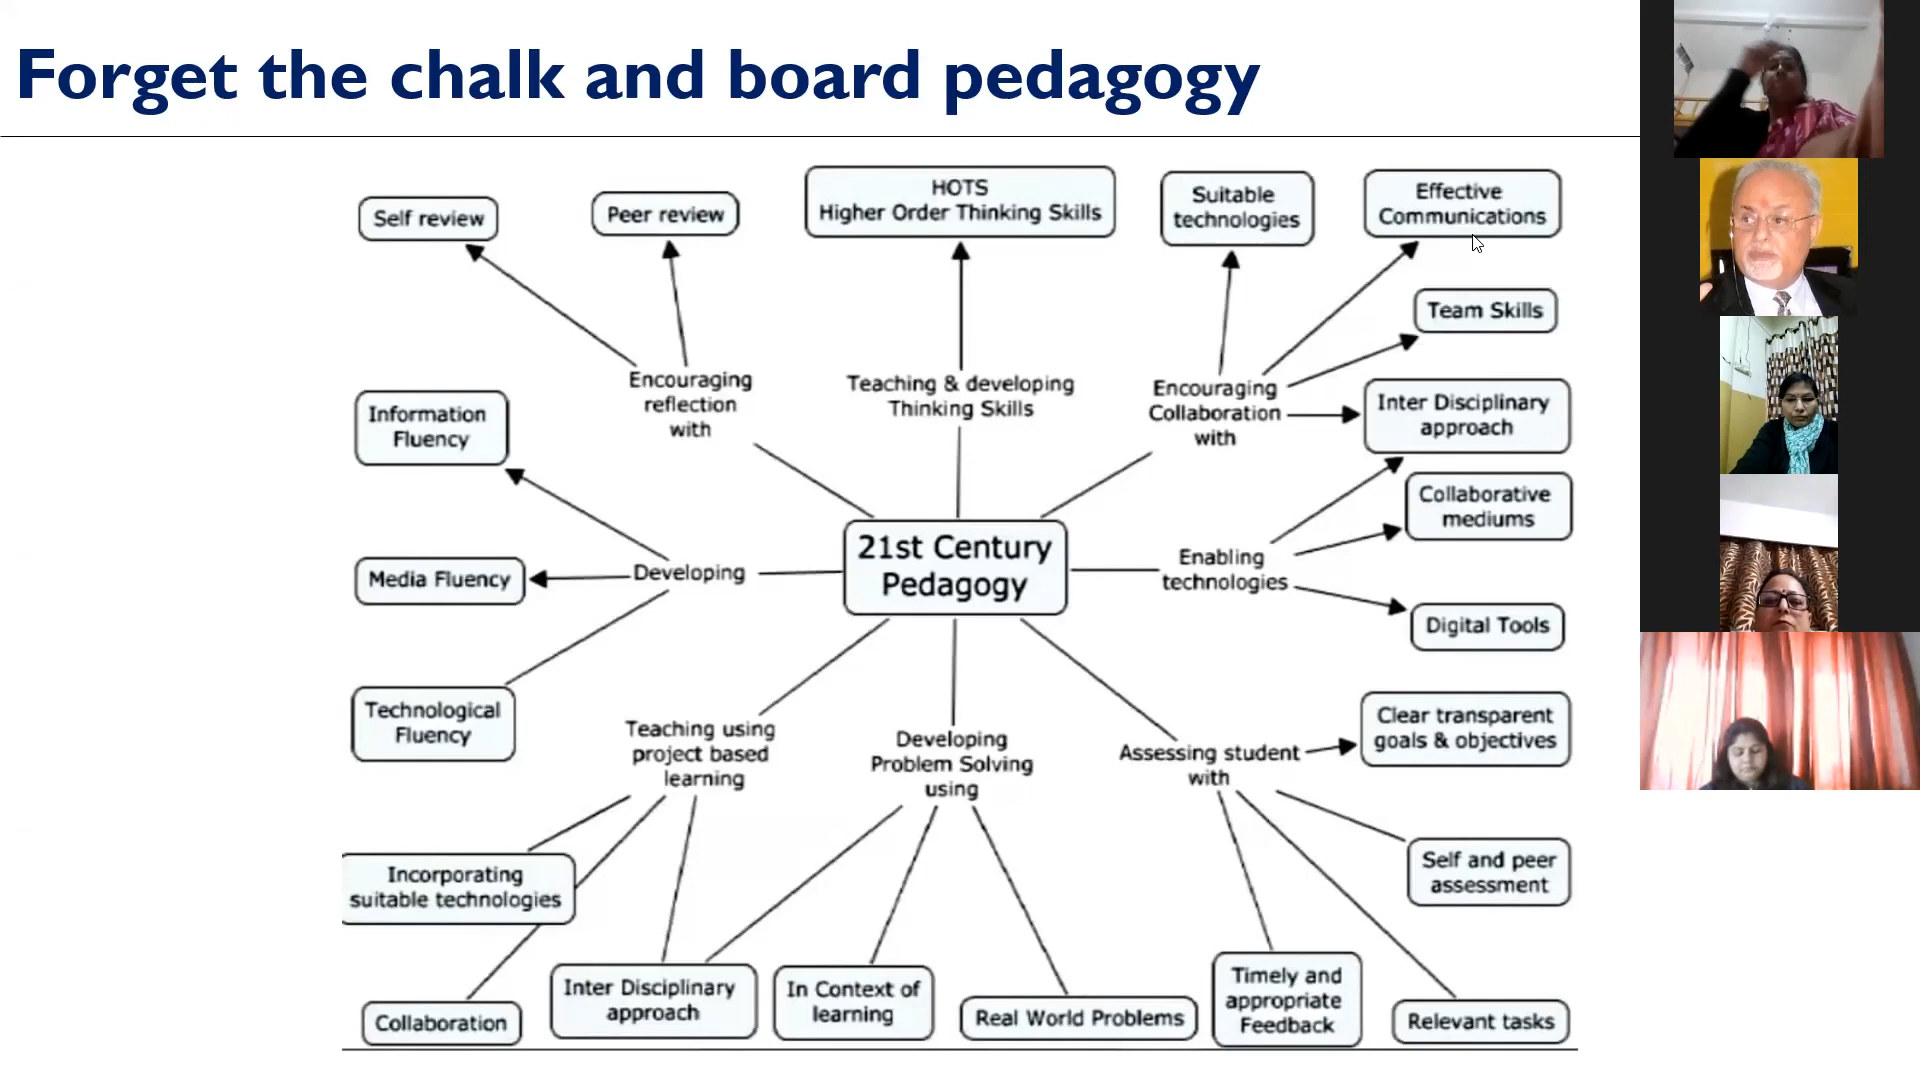 Forget the chalk and board pedagogy
Self review
Peer review
HOTS
Higher Order Thinking Skills
Suitable
technologies
Effective
Communications
Team Skills
Encouraging
reflection
with
Teaching & developing
Thinking Skills
Encouraging
Collaboration
with
Inter Disciplinary
approach
Information
Fluency
Collaborative
mediums
21st Century
Pedagogy
Enabling
technologies
Developing
Media Fluency
Digital Tools
Technological
Fluency
Teaching using
project based
learning
Developing
Problem Solving
using
Assessing student
with
Clear transparent
goals & objectives
Self and peer
assessment
Incorporating
suitable technologies
Collaboration
Inter Disciplinary
approach
In Context of
learning
Real World Problems
Timely and
appropriate
Feedback
Relevant tasks